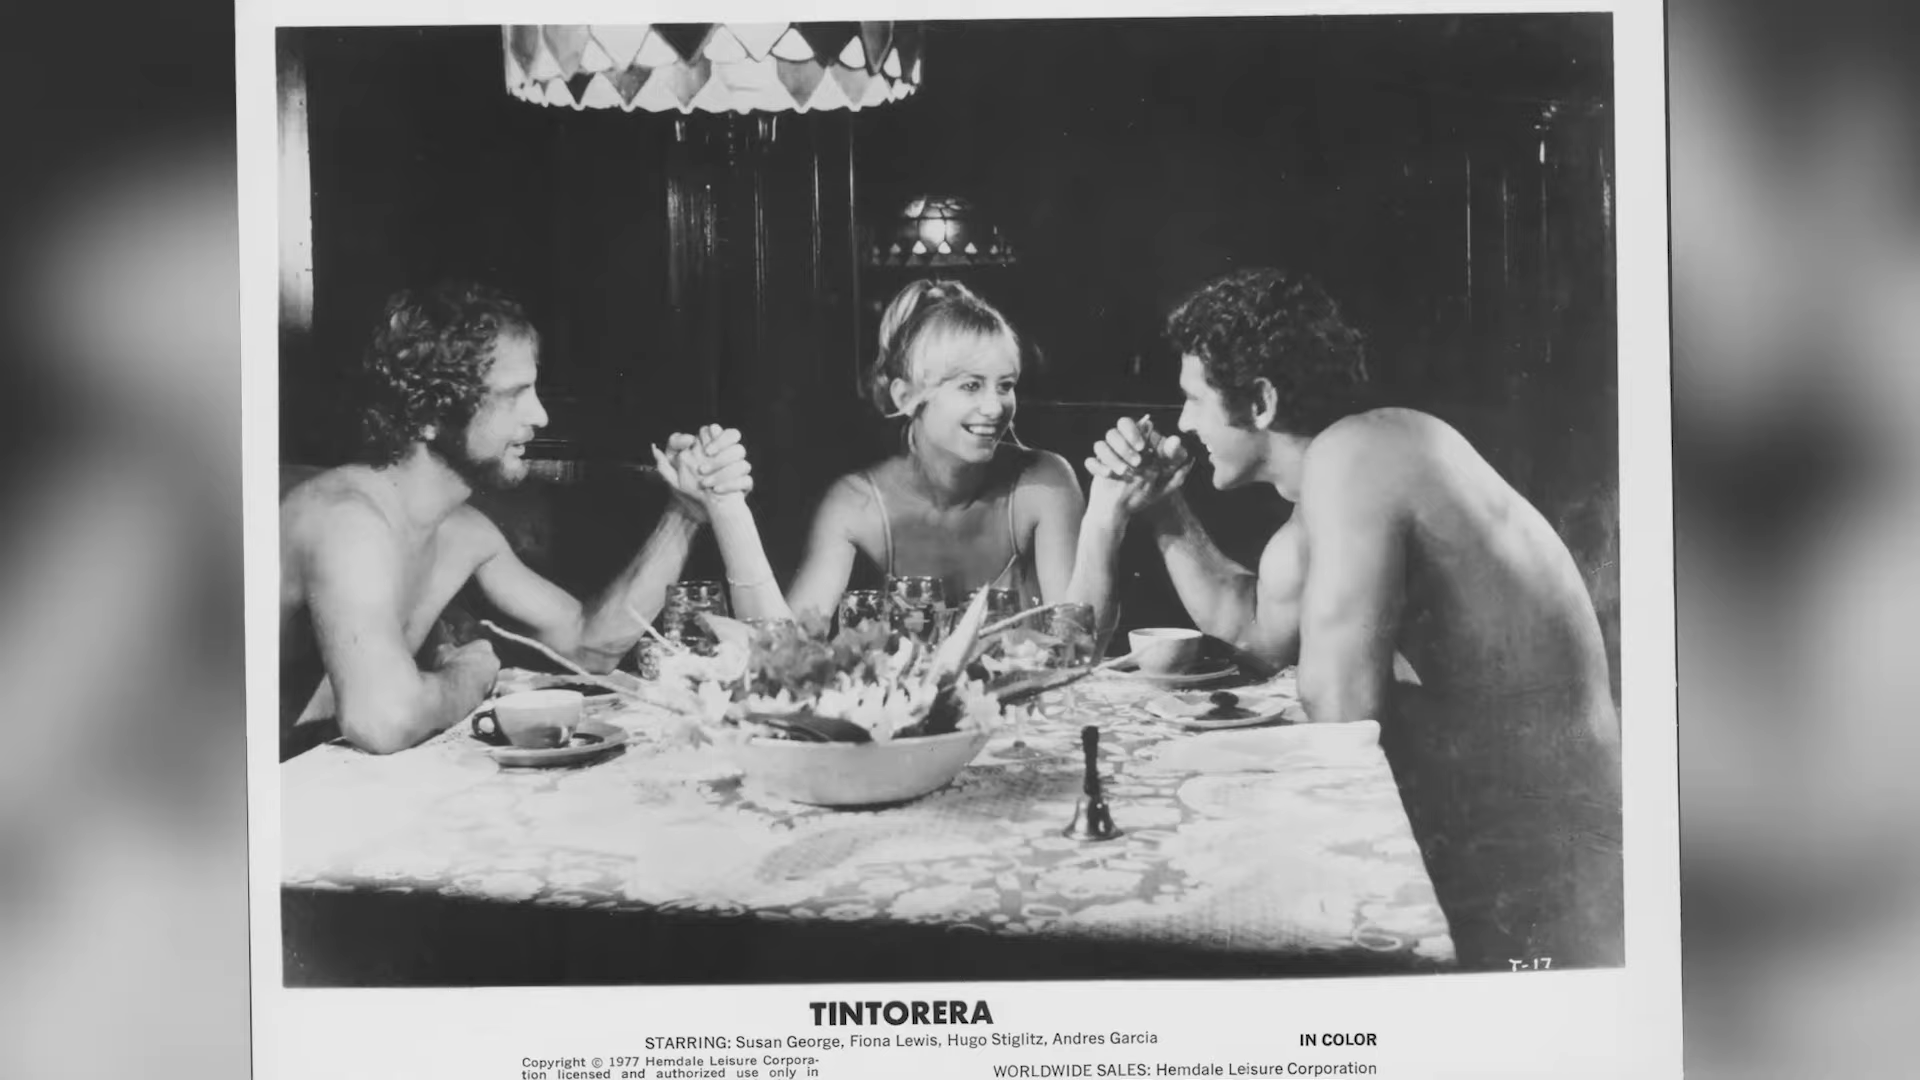 T-17
TINTORERA
STARRING: Susan George, Fiona Lewis, Hugo Stiglitz, Andres Garcia
IN COLOR
Copyright © 1977 Hemdale Leisure Corpora-
tion licensed and authorized use only in
WORLDWIDE SALES: Hemdale Leisure Corporation